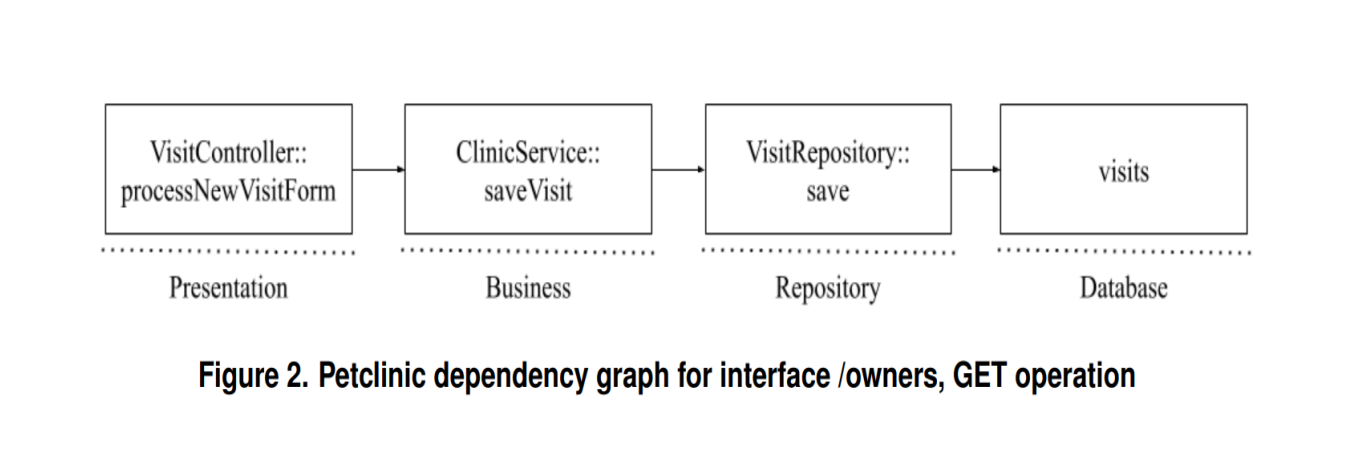 VisitController::
processNewVisitForm
ClinicService::
saveVisit
VisitRepository::
save
visits
Presentation
Business
Repository
Database
Figure 2. Petclinic dependency graph for interface /owners, GET operation